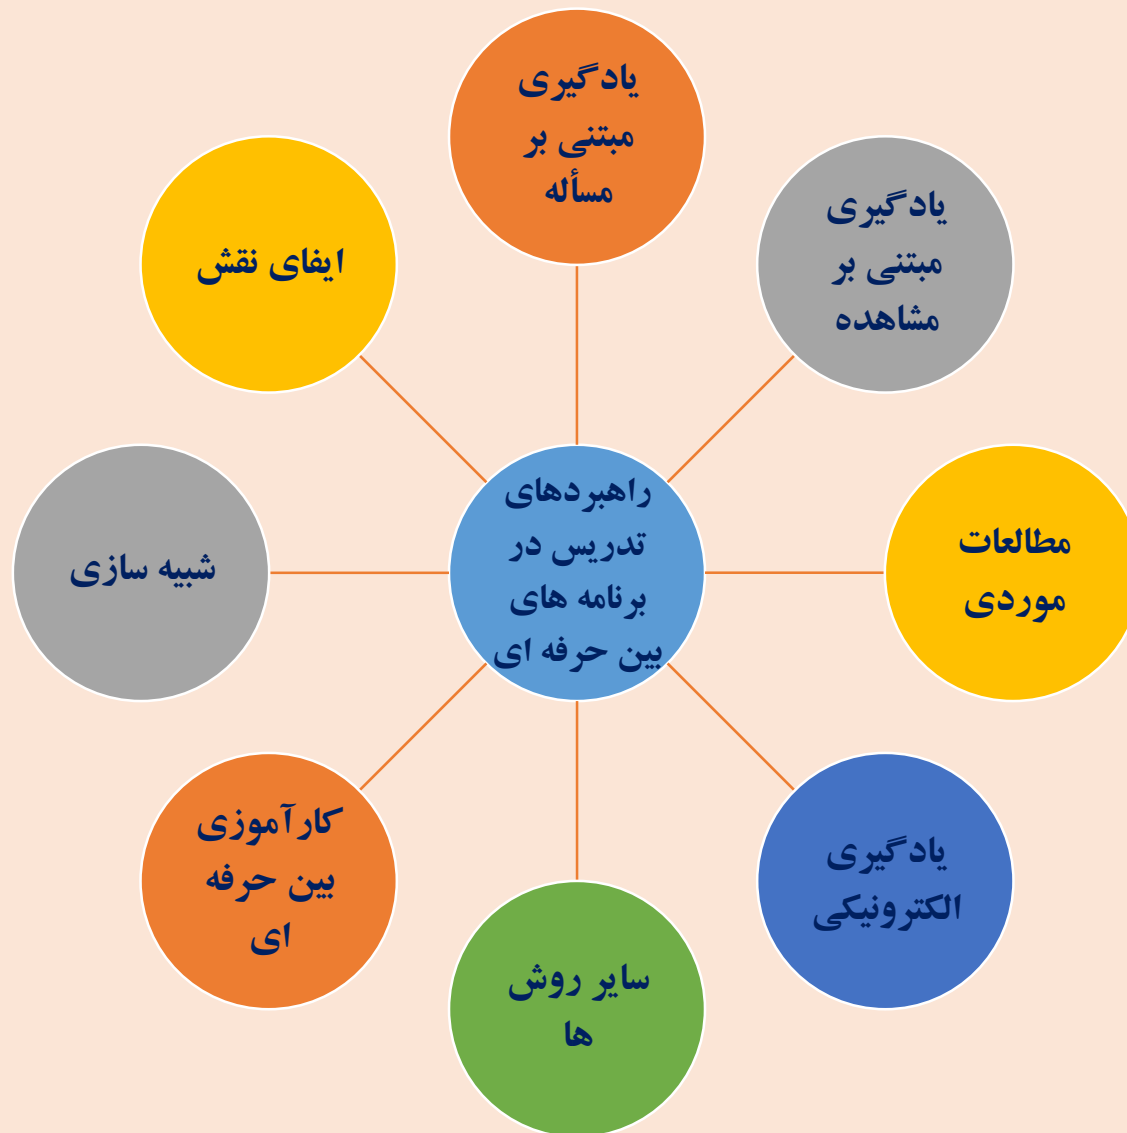 یادگیری
مبتنی بر
مسأله
یادگیری
مبتنی بر
مشاهده
مطالعات
موردی
یادگیری
الکترونیکی
سایر روش
ها
کارآموزی
بین حرفه
ای
شبیه سازی
ایفای نقش
راهبردهای
تدریس در
برنامه های
بین حرفه ای